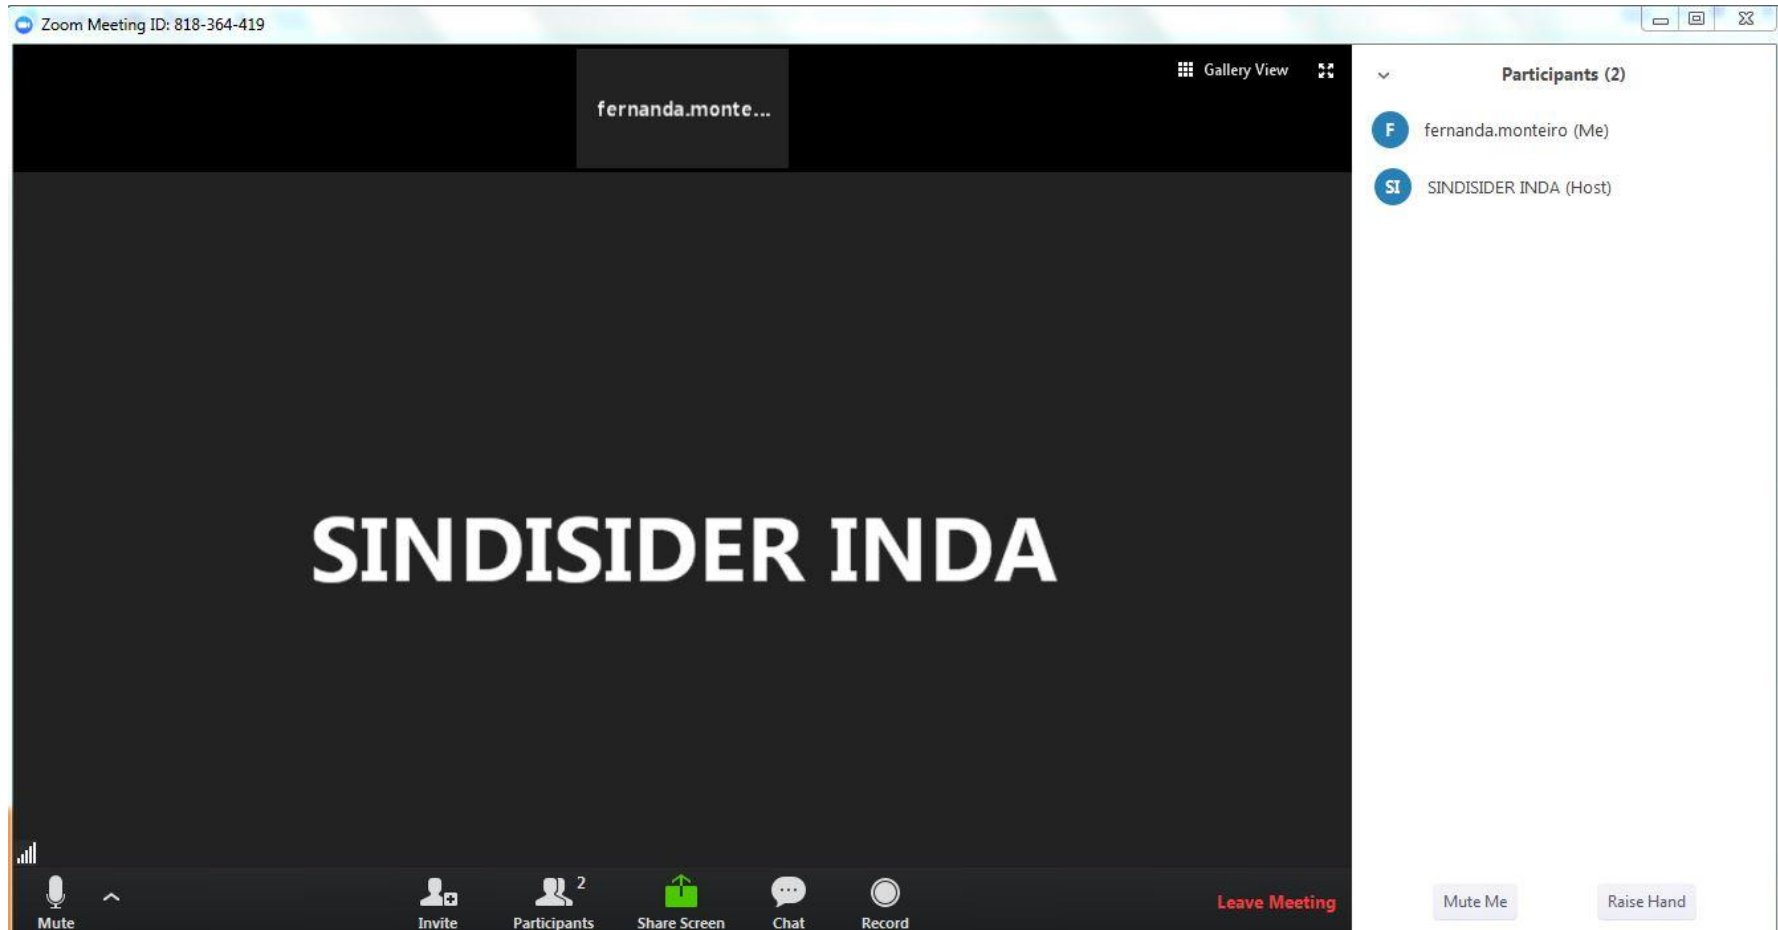 Zoom Meeting ID: 818-364-419
fernanda.monte...
Gallery View
Participants (2)
F fernanda.monteiro (Me)
SI SINDISIDER INDA (Host)
SINDISIDER INDA
2
Mute Invite Participants Share Screen Chat Record
Leave Meeting
Mute Me Raise Hand